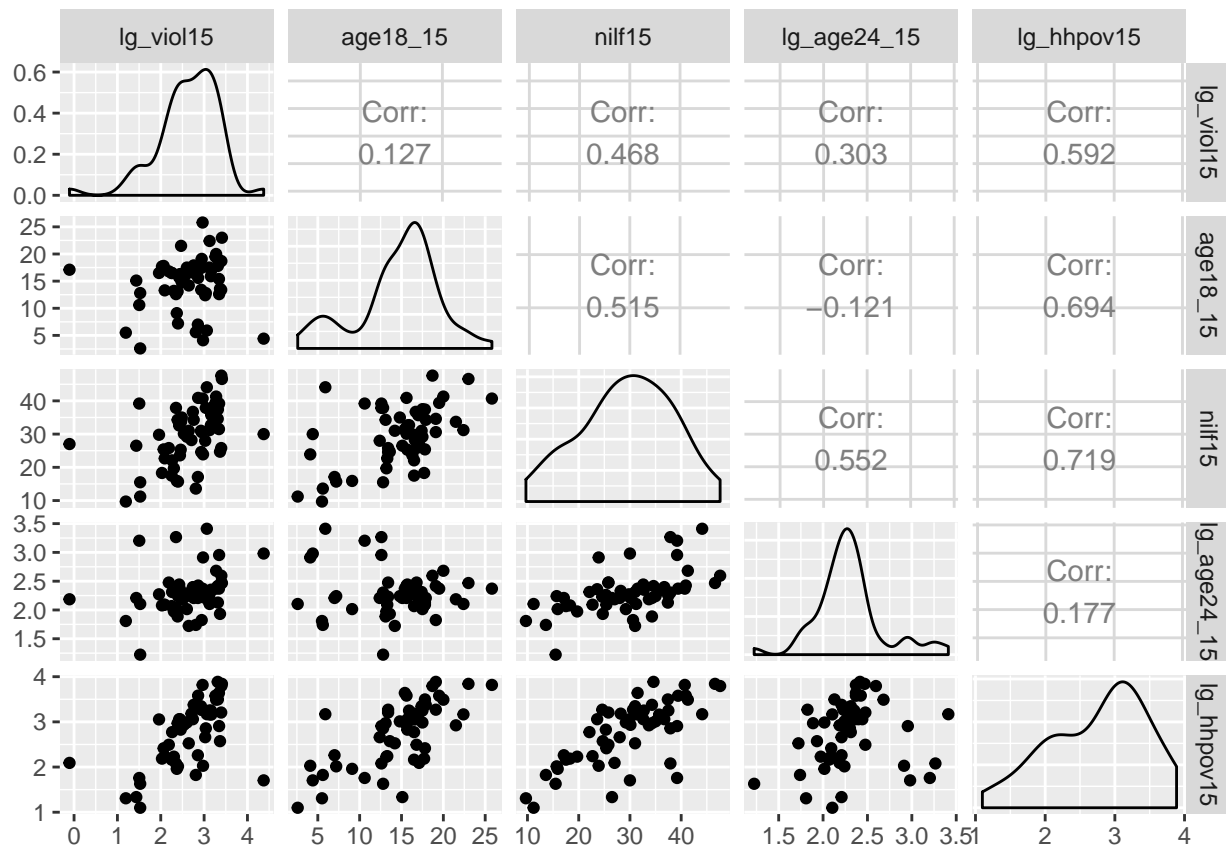 lg_viol15 age18_15 nilf15 lg_age24_15 lg_hhpov15
0.6
0.4
0.2
0.0
Corr: Corr: Corr: Corr:
0.127 0.468 0.303 0.592
lg_viol15
25
20
15
10
5
Corr: Corr: Corr:
0.515 −0.121 0.694
age18_15
40
30
20
10
Corr: Corr:
0.552 0.719
nilf15
3.5
3.0
2.5
2.0
1.5
Corr:
0.177
lg_age24_15
4
3
2
1
lg_hhpov15
0 1 2 3 4 5 10 15 20 25 10 20 30 40 1.5 2.0 2.5 3.0 3.5 1 2 3 4